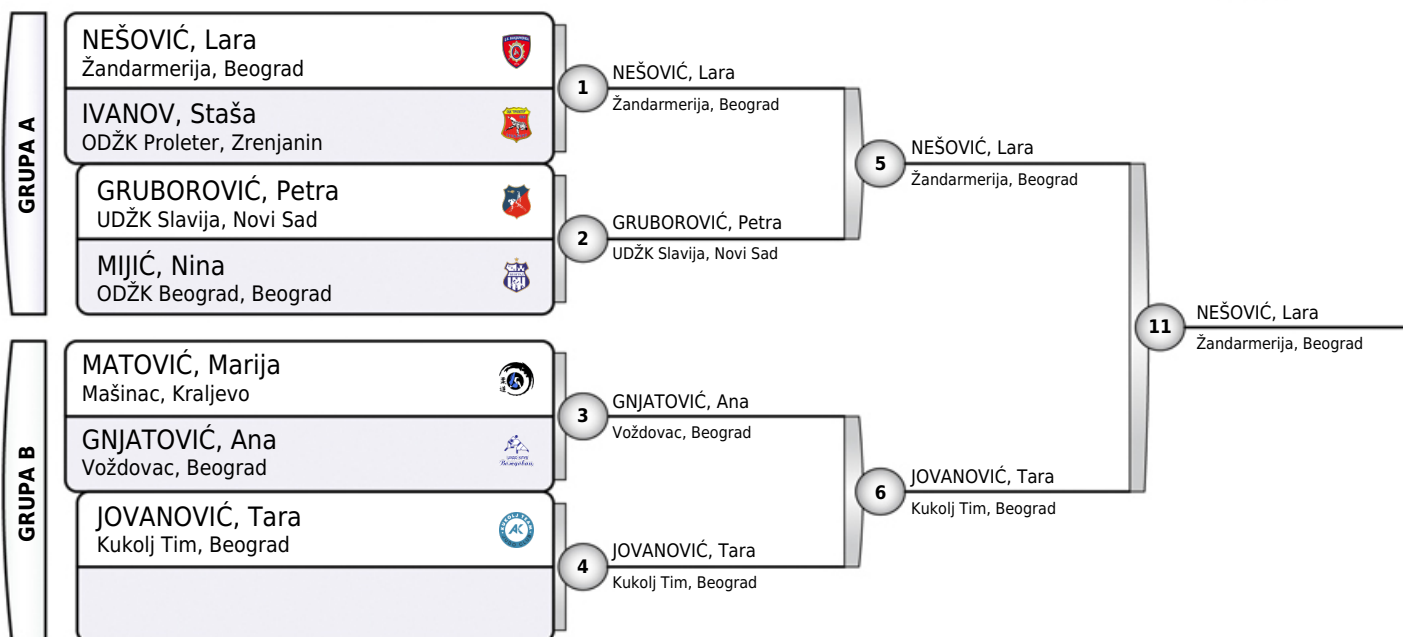 GRUPA A
NEŠOVIĆ, Lara
Žandarmerija, Beograd
IVANOV, Staša
ODŽK Proleter, Zrenjanin
GRUBOROVIĆ, Petra
UDŽK Slavija, Novi Sad
MIJIĆ, Nina
ODŽK Beograd, Beograd
1
NEŠOVIĆ, Lara
Žandarmerija, Beograd
2
GRUBOROVIĆ, Petra
UDŽK Slavija, Novi Sad
5
NEŠOVIĆ, Lara
Žandarmerija, Beograd
GRUPA B
MATOVIĆ, Marija
Mašinac, Kraljevo
GNJATOVIĆ, Ana
Voždovac, Beograd
JOVANOVIĆ, Tara
Kukolj Tim, Beograd
AK
3
GNJATOVIĆ, Ana
Voždovac, Beograd
4
JOVANOVIĆ, Tara
Kukolj Tim, Beograd
6
JOVANOVIĆ, Tara
Kukolj Tim, Beograd
11
NEŠOVIĆ, Lara
Žandarmerija, Beograd